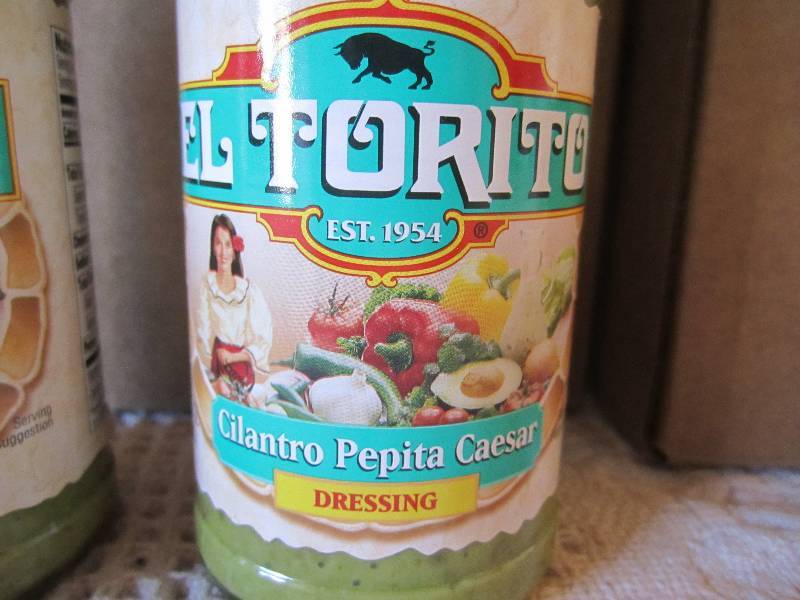 EL TORITO
EST. 1954 ®
Cilantro Pepita Caesar
DRESSING
Serving
suggestion